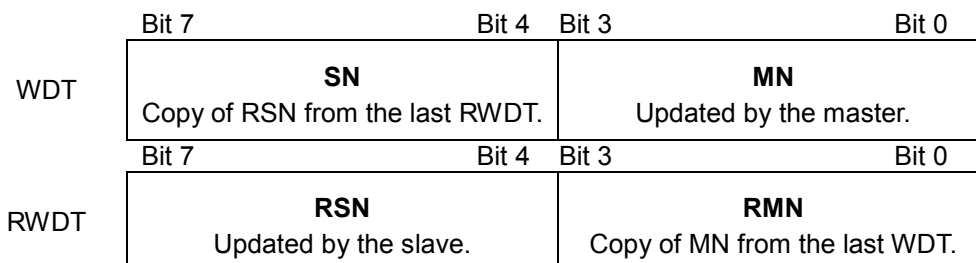 Bit 7 Bit 4 Bit 3 Bit 0
WDT
SN MN
Copy of RSN from the last RWDT. Updated by the master.
Bit 7 Bit 4 Bit 3 Bit 0
RWDT
RSN RMN
Updated by the slave. Copy of MN from the last WDT.